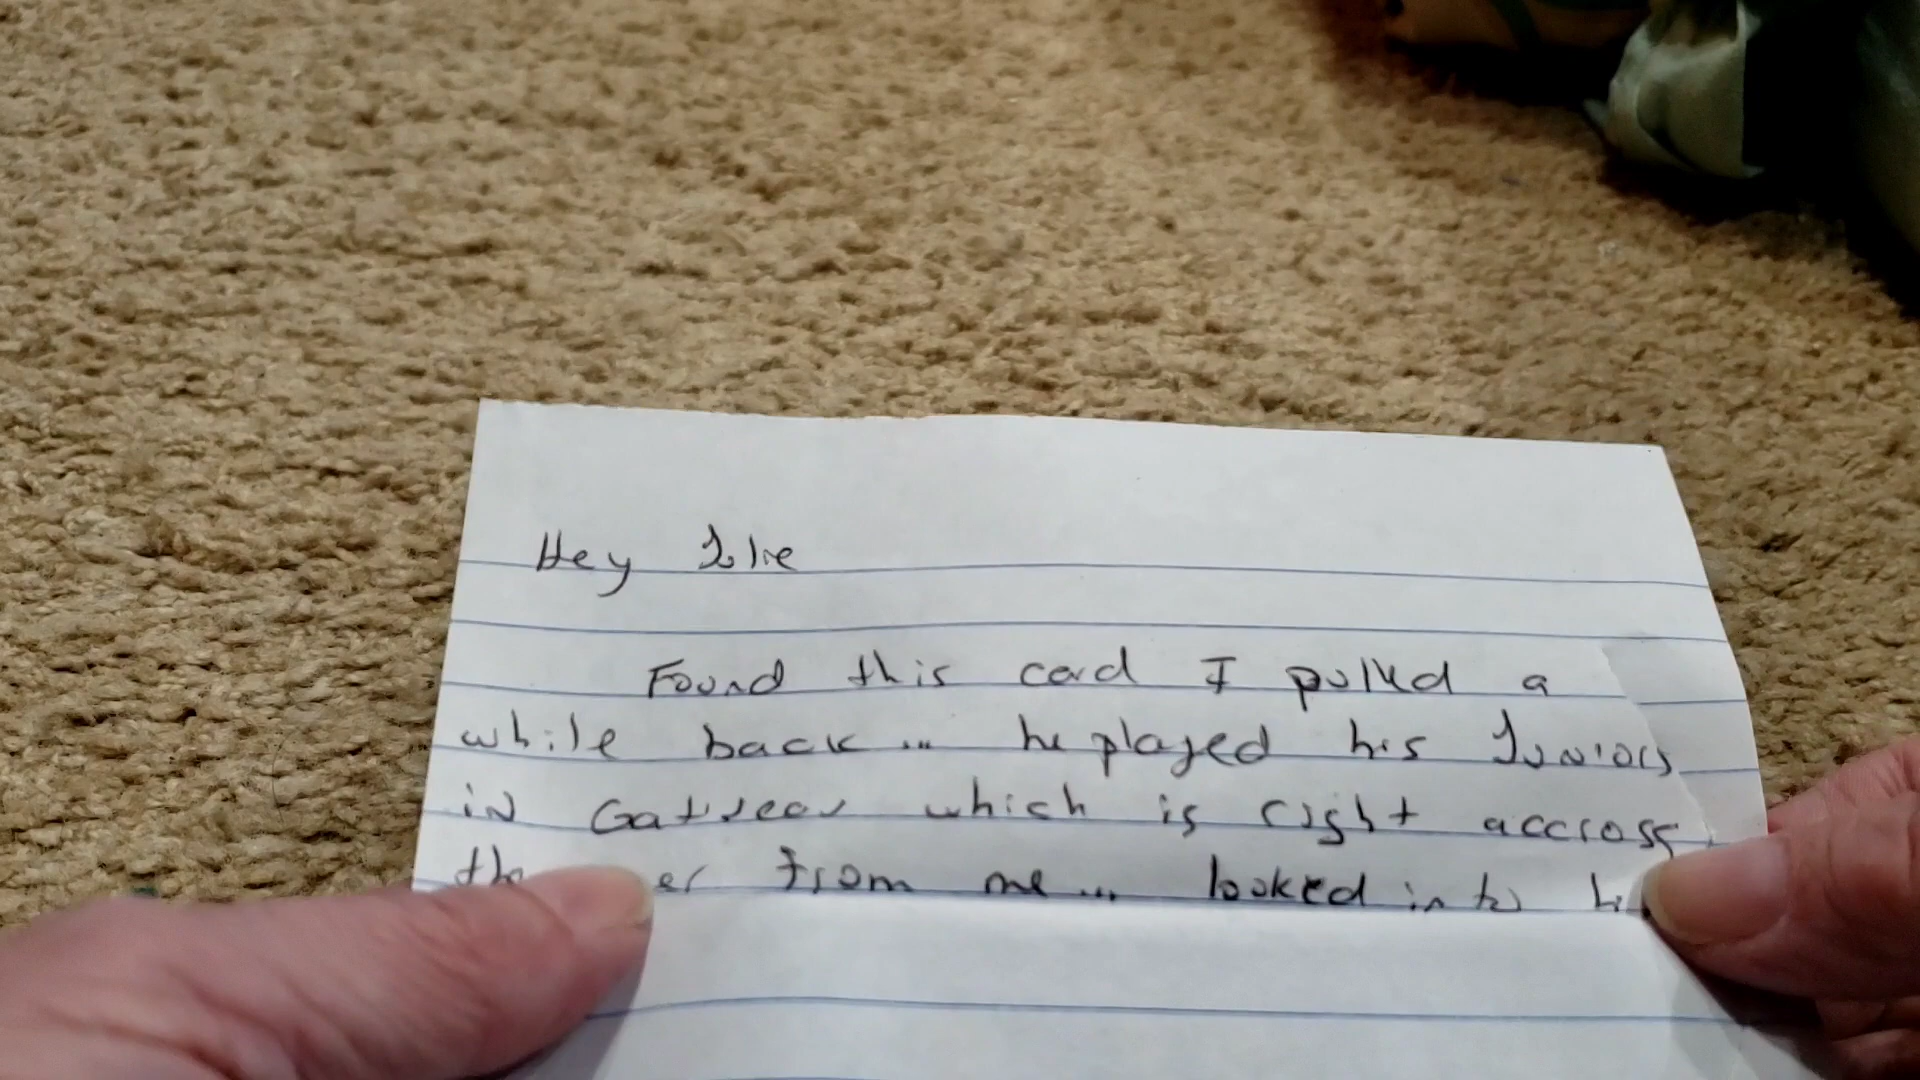 Hey
Found this card I pulled a
while back... he played his Juniors
in Gatineau which is right accross
from me... looked into